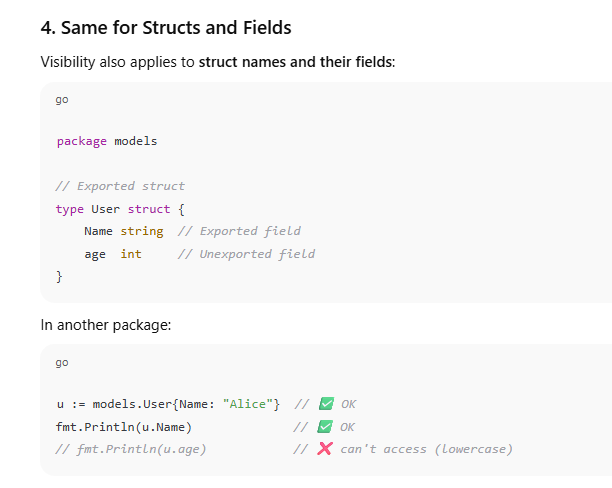 4. Same for Structs and Fields
Visibility also applies to struct names and their fields:
go
package models
// Exported struct
type User struct {
    Name string  // Exported field
    age  int     // Unexported field
}
In another package:
go
u := models.User{Name: "Alice"}  // ✅ OK
fmt.Println(u.Name)              // ✅ OK
// fmt.Println(u.age)            // ❌ can't access (lowercase)